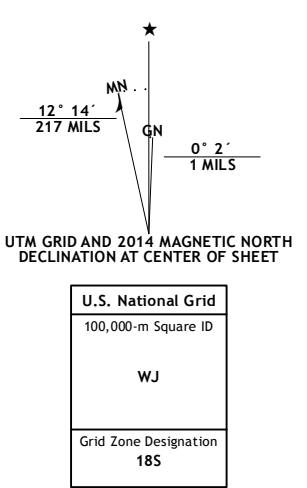 ★
MN
GN
12° 14´
217 MILS
0° 2´
1 MILS
UTM GRID AND 2014 MAGNETIC NORTH
DECLINATION AT CENTER OF SHEET
U.S. National Grid
100,000-m Square ID
WJ
Grid Zone Designation
18S